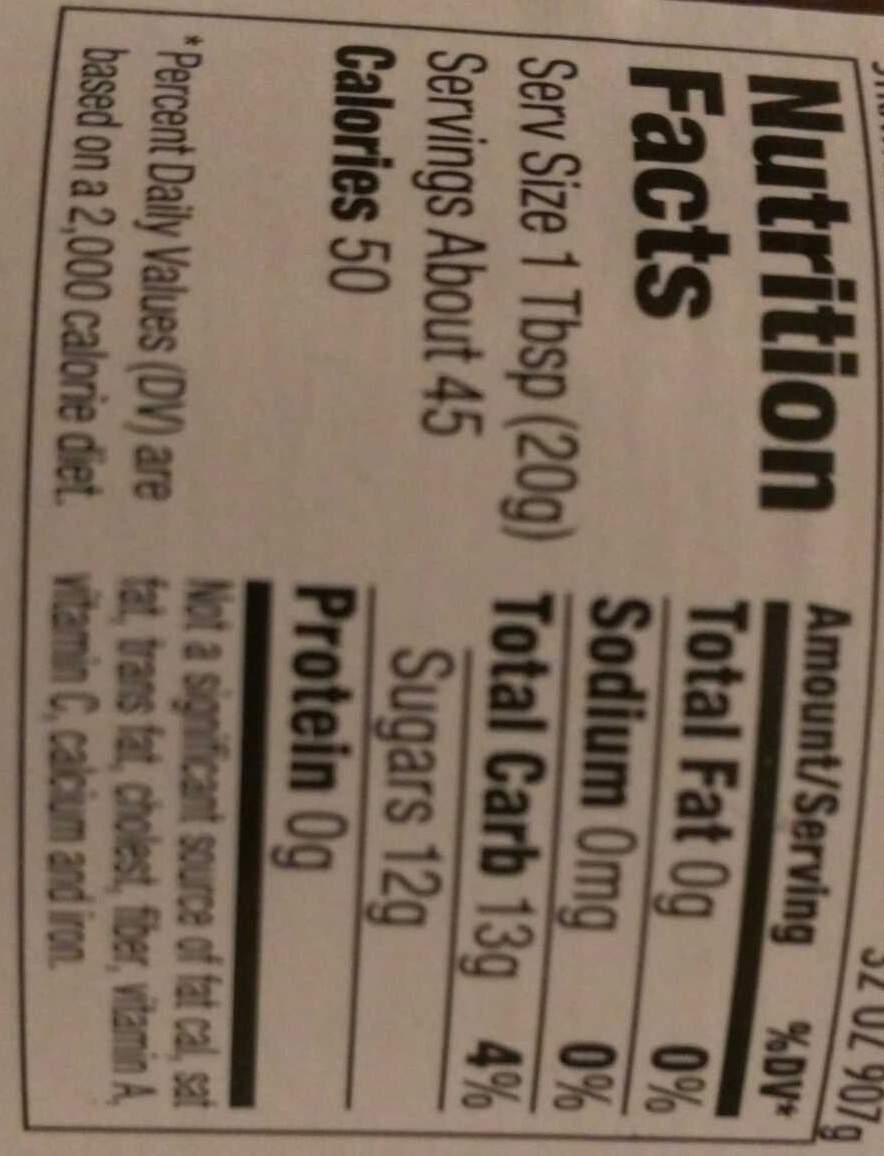 32 OZ 907g
Nutrition
Facts
Serv Size 1 Tbsp (20g)
Servings About 45
Calories 50
*Percent Daily Values (DV) are
based on a 2,000 calorie diet.
Amount/Serving %DV*
Total Fat 0g 0%
Sodium 0mg 0%
Total Carb 13g 4%
Sugars 12g
Protein 0g
Not a significant source of fat cal, sat
fat, trans fat, cholest, fiber, vitamin A,
vitamin C, calcium and iron.